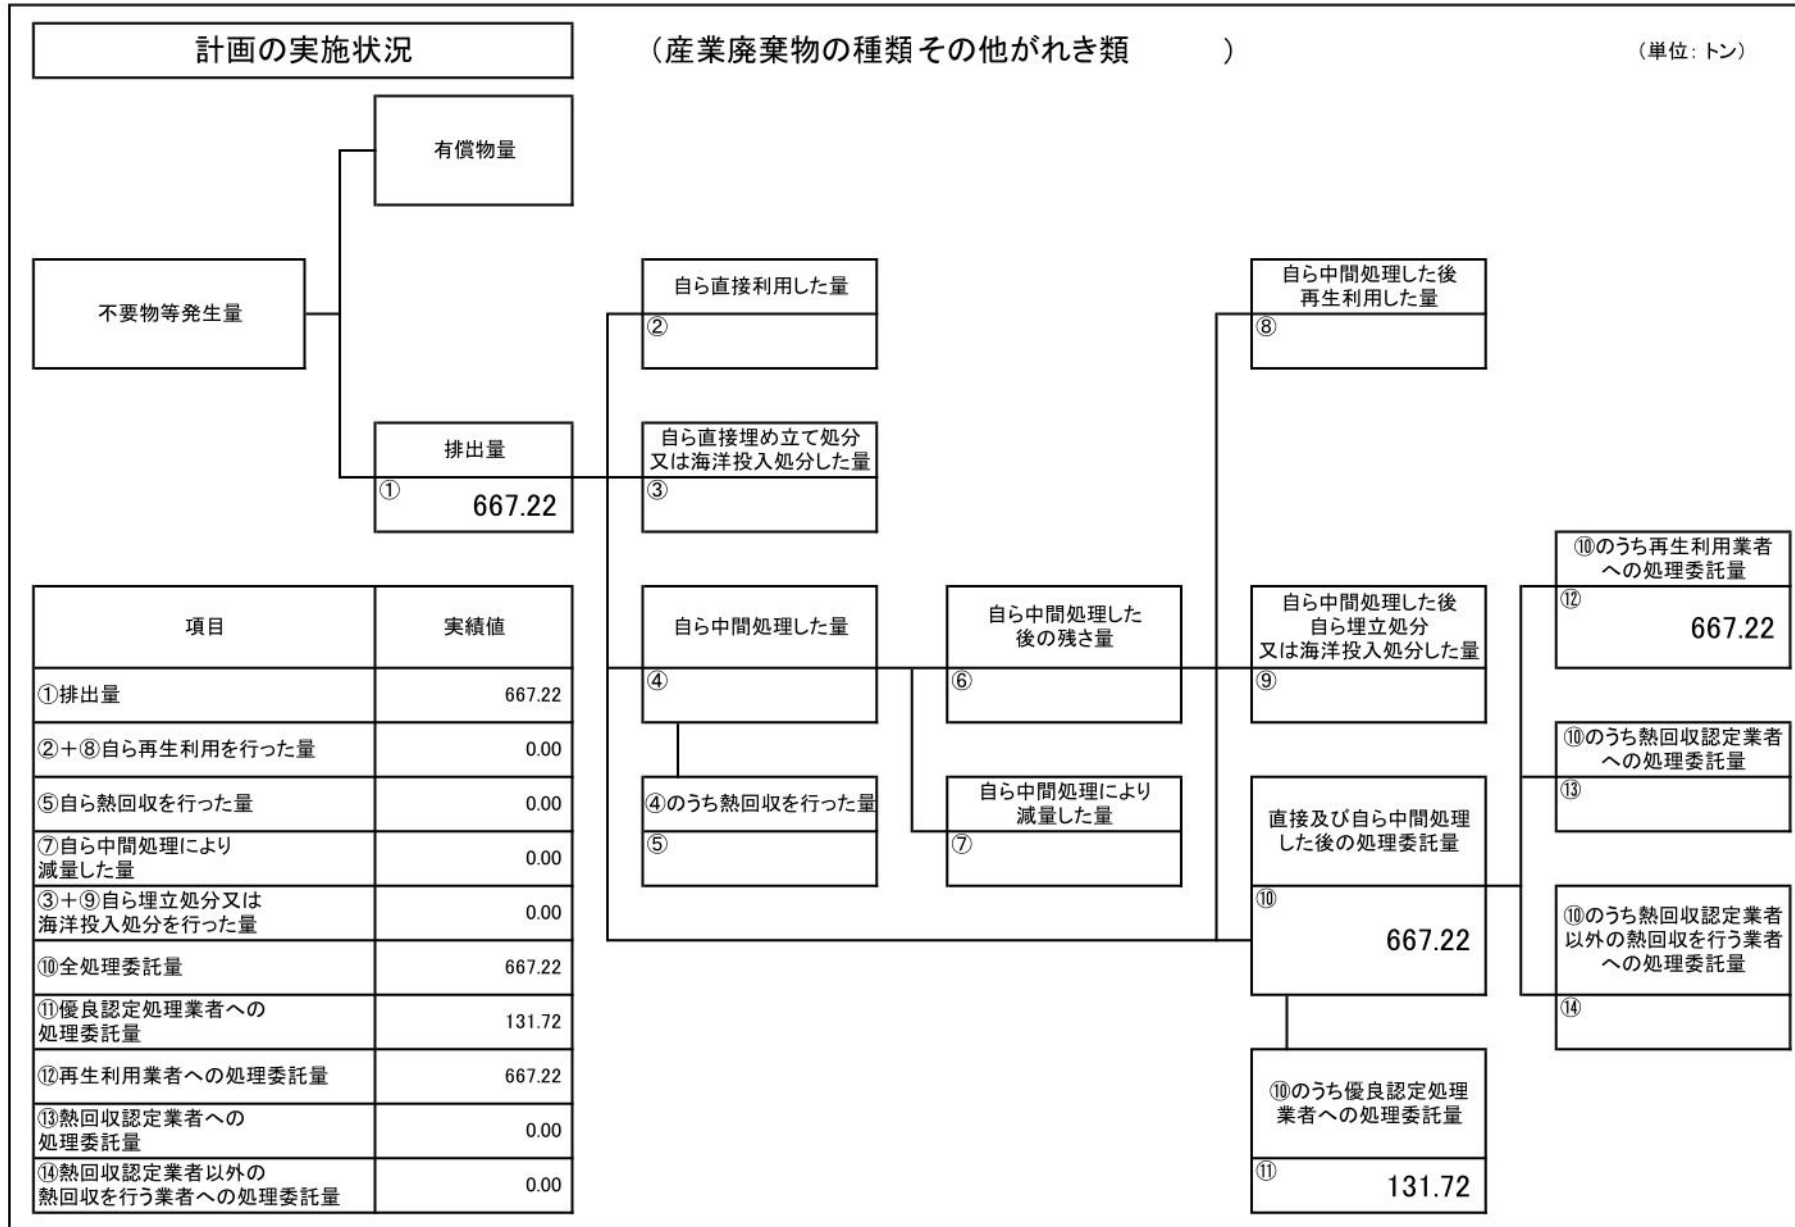 計画の実施状況
（産業廃棄物の種類その他がれき類　　　）
（単位：トン）
有償物量
不要物等発生量
自ら直接利用した量
②
自ら中間処理した後
再生利用した量
⑧
排出量
①
667.22
自ら直接埋め立て処分
又は海洋投入処分した量
③
⑩のうち再生利用業者
への処理委託量
⑫
667.22
自ら中間処理した量
④
自ら中間処理した
後の残さ量
⑥
自ら中間処理した後
自ら埋立処分
又は海洋投入処分した量
⑨
⑩のうち熱回収認定業者
への処理委託量
⑬
④のうち熱回収を行った量
⑤
自ら中間処理により
減量した量
⑦
直接及び自ら中間処理
した後の処理委託量
⑩
667.22
⑩のうち熱回収認定業者
以外の熱回収を行う業者
への処理委託量
⑭
⑩のうち優良認定処理
業者への処理委託量
⑪
131.72
項目 実績値
①排出量 667.22
②＋⑧自ら再生利用を行った量 0.00
⑤自ら熱回収を行った量 0.00
⑦自ら中間処理により
減量した量 0.00
③＋⑨自ら埋立処分又は
海洋投入処分を行った量 0.00
⑩全処理委託量 667.22
⑪優良認定処理業者への
処理委託量 131.72
⑫再生利用業者への処理委託量 667.22
⑬熱回収認定業者への
処理委託量 0.00
⑭熱回収認定業者以外の
熱回収を行う業者への処理委託量 0.00